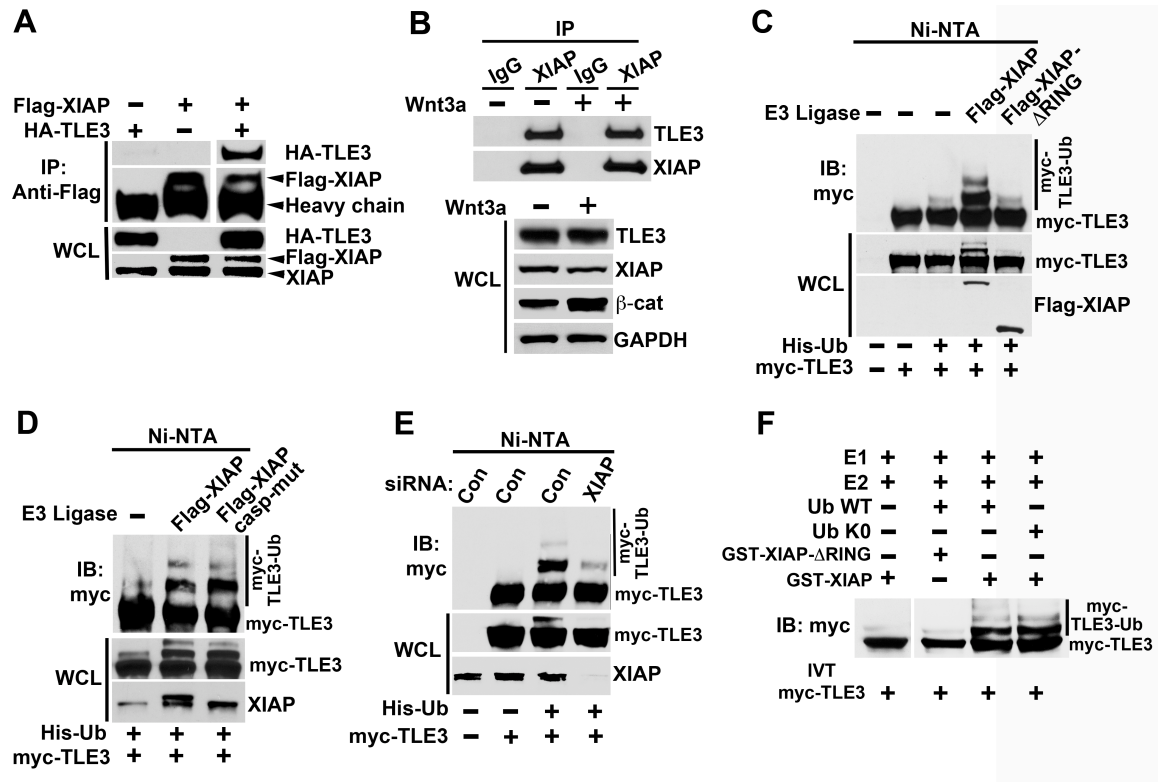 A
Flag-XIAP – + +
HA-TLE3 + – +
IP:
Anti-Flag
HA-TLE3
Flag-XIAP
Heavy chain
WCL
HA-TLE3
Flag-XIAP
XIAP
B
IP
IgG XIAP IgG XIAP
Wnt3a – – + +
TLE3
XIAP
Wnt3a – +
WCL
TLE3
XIAP
β-cat
GAPDH
C
Ni-NTA
E3 Ligase – – – Flag-XIAP Flag-XIAP-
ΔRING
IB:
myc
myc-
TLE3-Ub
myc-TLE3
WCL
myc-TLE3
Flag-XIAP
His-Ub – – + + +
myc-TLE3 – + + + +
D
Ni-NTA
E3 Ligase – Flag-XIAP Flag-XIAP
casp-mut
IB:
myc
myc-
TLE3-Ub
myc-TLE3
WCL
myc-TLE3
XIAP
His-Ub + + +
myc-TLE3 + + +
E
Ni-NTA
siRNA: Con Con Con XIAP
IB:
myc
myc-
TLE3-Ub
myc-TLE3
WCL
myc-TLE3
XIAP
His-Ub – – + +
myc-TLE3 – + + +
F
E1 + + + +
E2 + + + +
Ub WT – + + –
Ub K0 – – – +
GST-XIAP-ΔRING – + – –
GST-XIAP + – + +
IB: myc
myc-
TLE3-Ub
myc-TLE3
IVT
myc-TLE3 + + + +